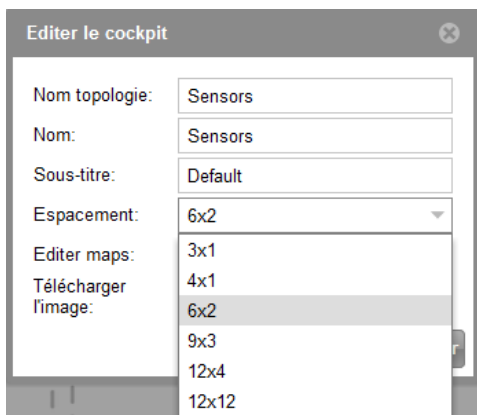 Editer le cockpit
Nom topologie: Sensors
Nom: Sensors
Sous-titre: Default
Espacement: 6x2
Editer maps:
Télécharger
l'image:
3x1
4x1
6x2
9x3
12x4
12x12